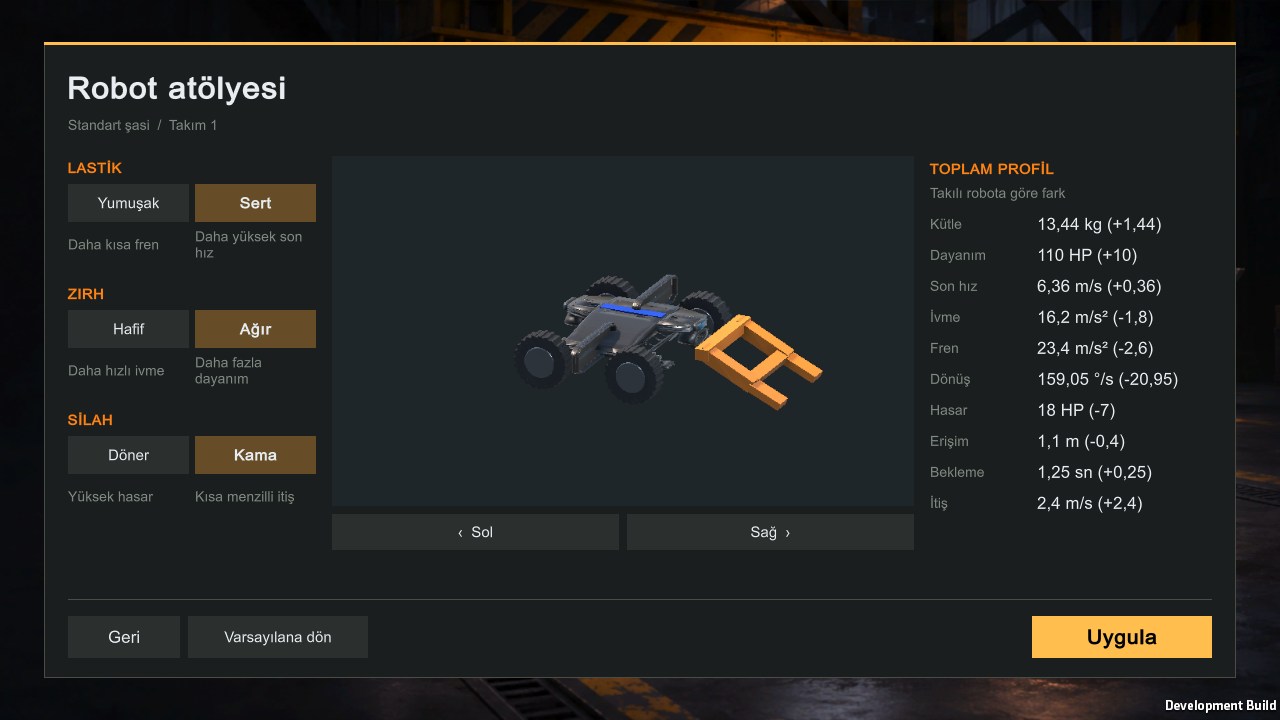 Robot atölyesi
Standart şasi / Takım 1
LASTİK
Yumuşak
Sert
Daha kısa fren
Daha yüksek son
hız
ZIRH
Hafif
Ağır
Daha hızlı ivme
Daha fazla
dayanım
SİLAH
Döner
Kama
Yüksek hasar
Kısa menzilli itiş
‹ Sol
Sağ ›
TOPLAM PROFİL
Takılı robota göre fark
Kütle 13,44 kg (+1,44)
Dayanım 110 HP (+10)
Son hız 6,36 m/s (+0,36)
İvme 16,2 m/s² (-1,8)
Fren 23,4 m/s² (-2,6)
Dönüş 159,05 °/s (-20,95)
Hasar 18 HP (-7)
Erişim 1,1 m (-0,4)
Bekleme 1,25 sn (+0,25)
İtiş 2,4 m/s (+2,4)
Geri
Varsayılana dön
Uygula
Development Build